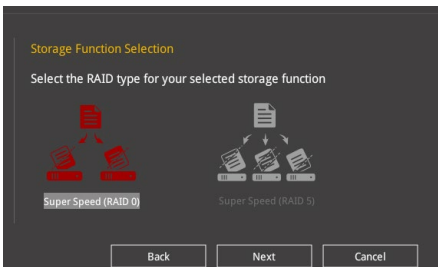 Storage Function Selection
Select the RAID type for your selected storage function
Super Speed (RAID 0)
Super Speed (RAID 5)
Back
Next
Cancel